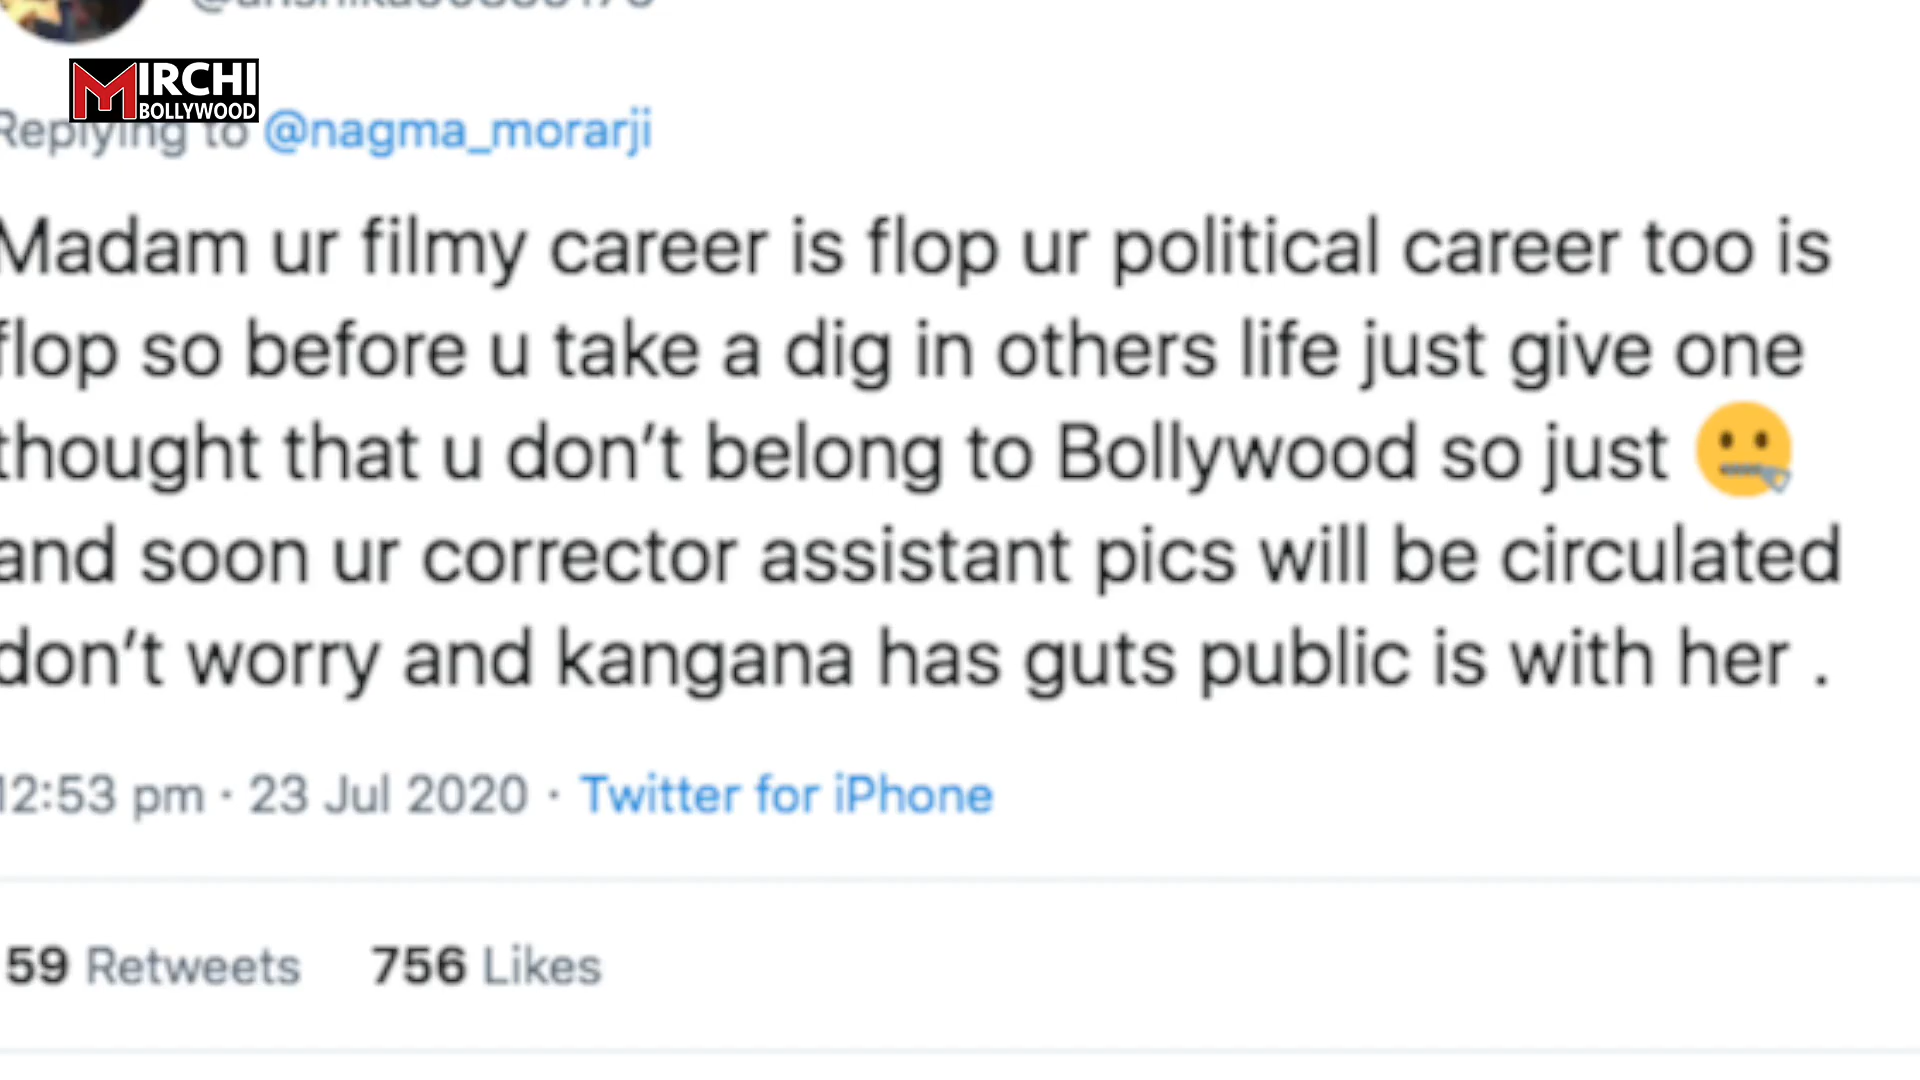 MIRCHI
BOLLYWOOD
Replying to @nagma_morarji
Madam ur filmy career is flop ur political career too is
flop so before u take a dig in others life just give one
thought that u don't belong to Bollywood so just 🤐
and soon ur corrector assistant pics will be circulated
don't worry and kangana has guts public is with her .
12:53 pm · 23 Jul 2020 · Twitter for iPhone
59 Retweets 756 Likes